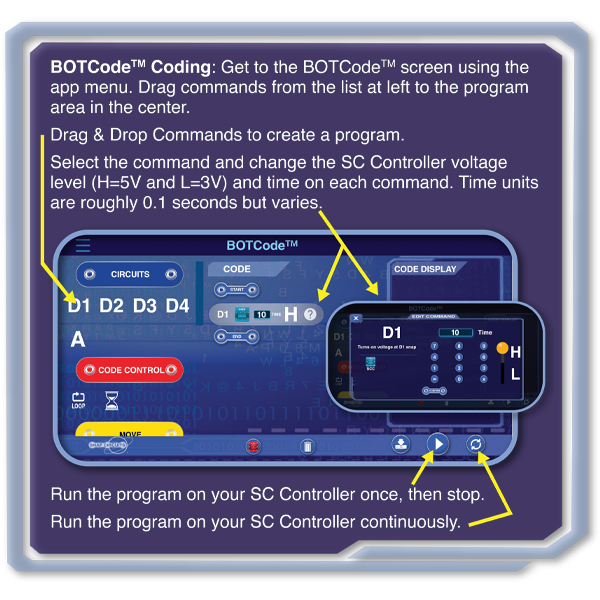 BOTCode™ Coding: Get to the BOTCode™ screen using the
app menu. Drag commands from the list at left to the program
area in the center.
Drag & Drop Commands to create a program.
Select the command and change the SC Controller voltage
level (H=5V and L=3V) and time on each command. Time units
are roughly 0.1 seconds but varies.
BOTCode™
CIRCUITS
D1 D2 D3 D4
A
CODE CONTROL
LOOP
MOVE
SNAP CIRCUITS
CODE
START
D1 10 TIME H ?
END
CODE DISPLAY
BOTCode™
EDIT COMMAND
D1
10 Time
Turns on voltage at D1 snap
H
L
Run the program on your SC Controller once, then stop.
Run the program on your SC Controller continuously.